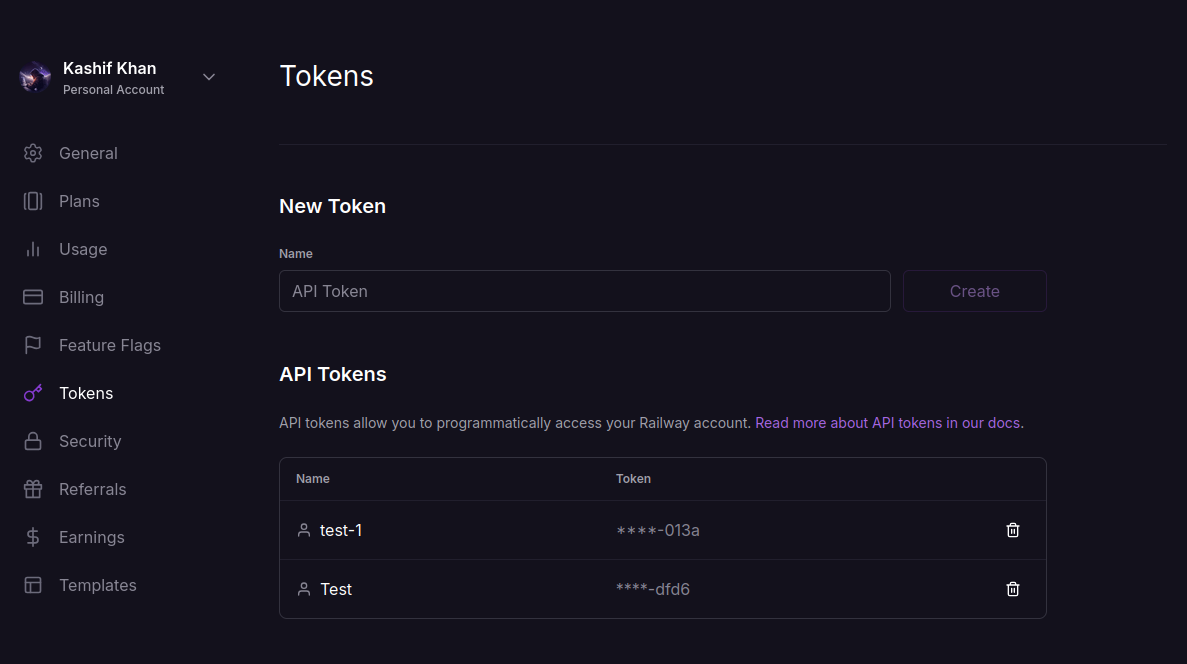 Kashif Khan
Personal Account
General
Plans
Usage
Billing
Feature Flags
Tokens
Security
Referrals
Earnings
Templates
Tokens
New Token
Name
API Token
Create
API Tokens
API tokens allow you to programmatically access your Railway account. Read more about API tokens in our docs.
Name Token
test-1 ****-013a
Test ****-dfd6